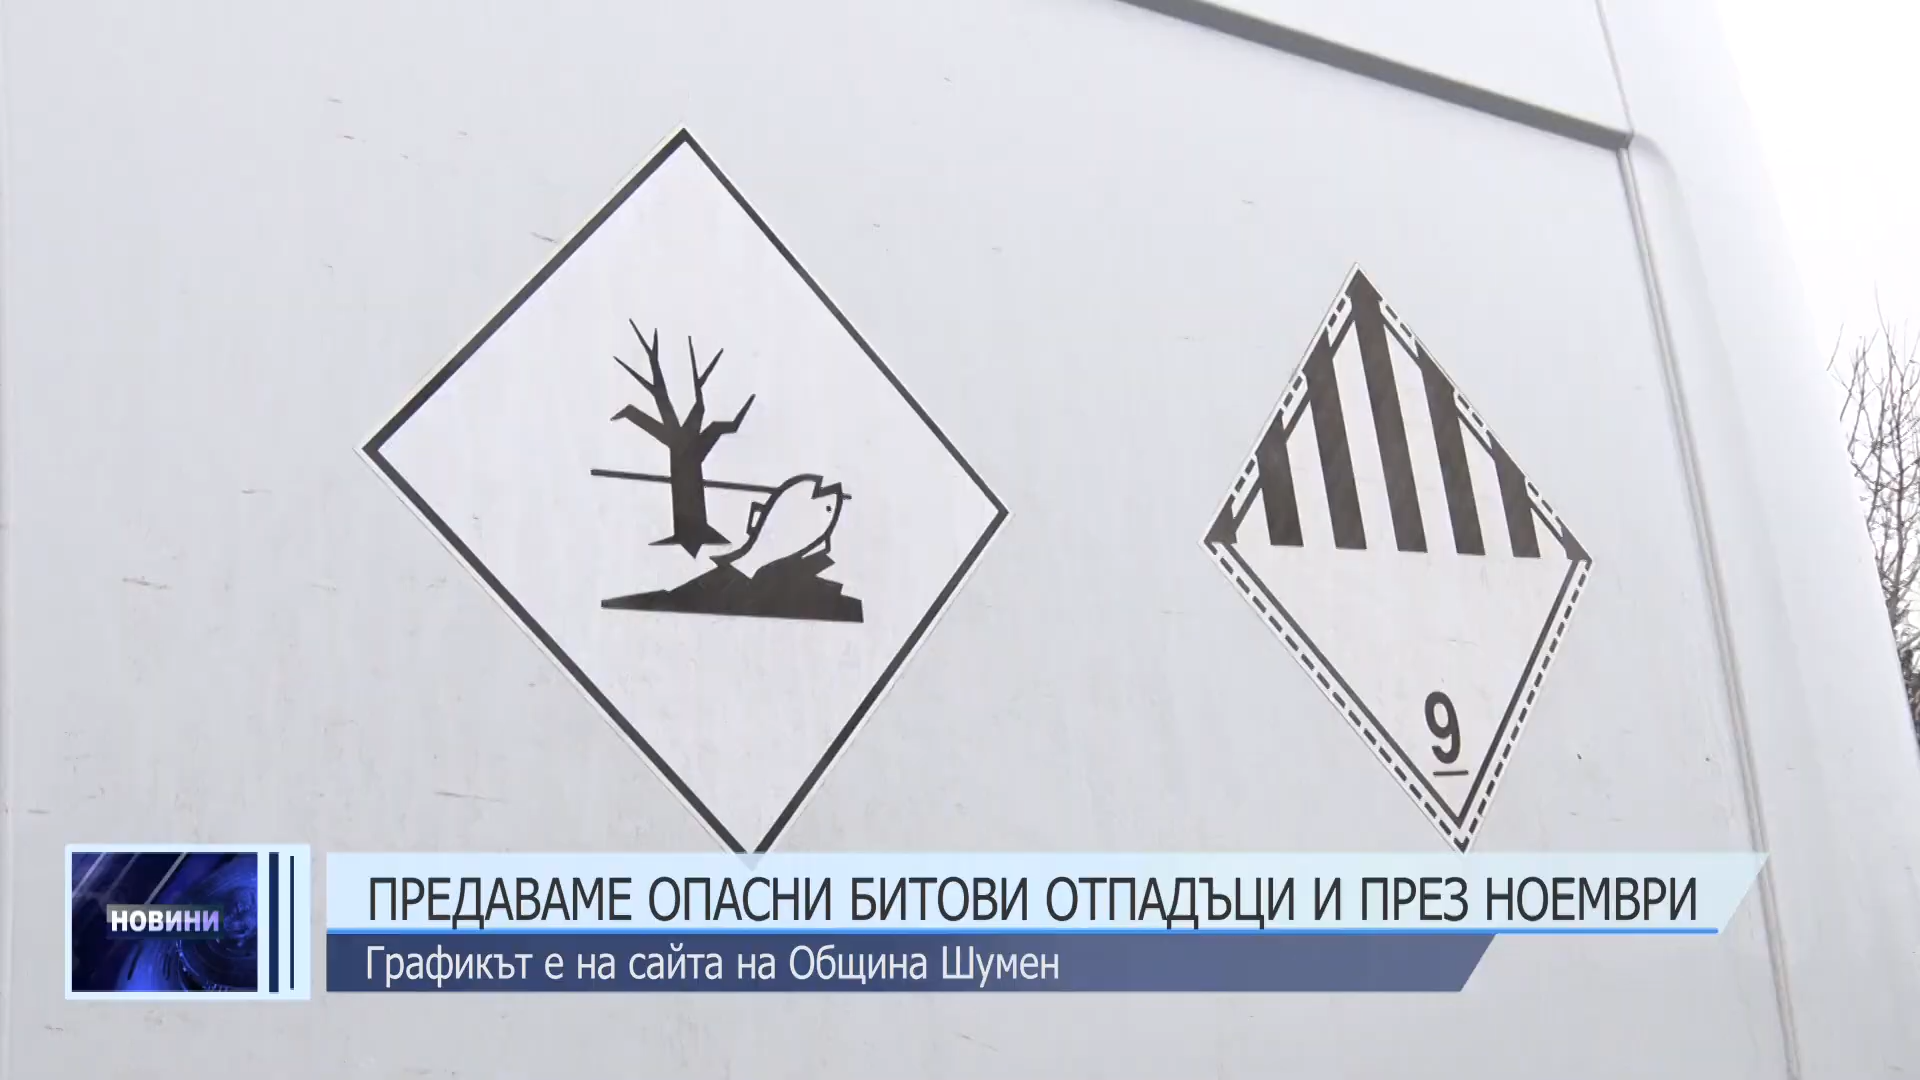 9
НОВИНИ
ПРЕДАВАМЕ ОПАСНИ БИТОВИ ОТПАДЪЦИ И ПРЕЗ НОЕМВРИ
Графикът е на сайта на Община Шумен